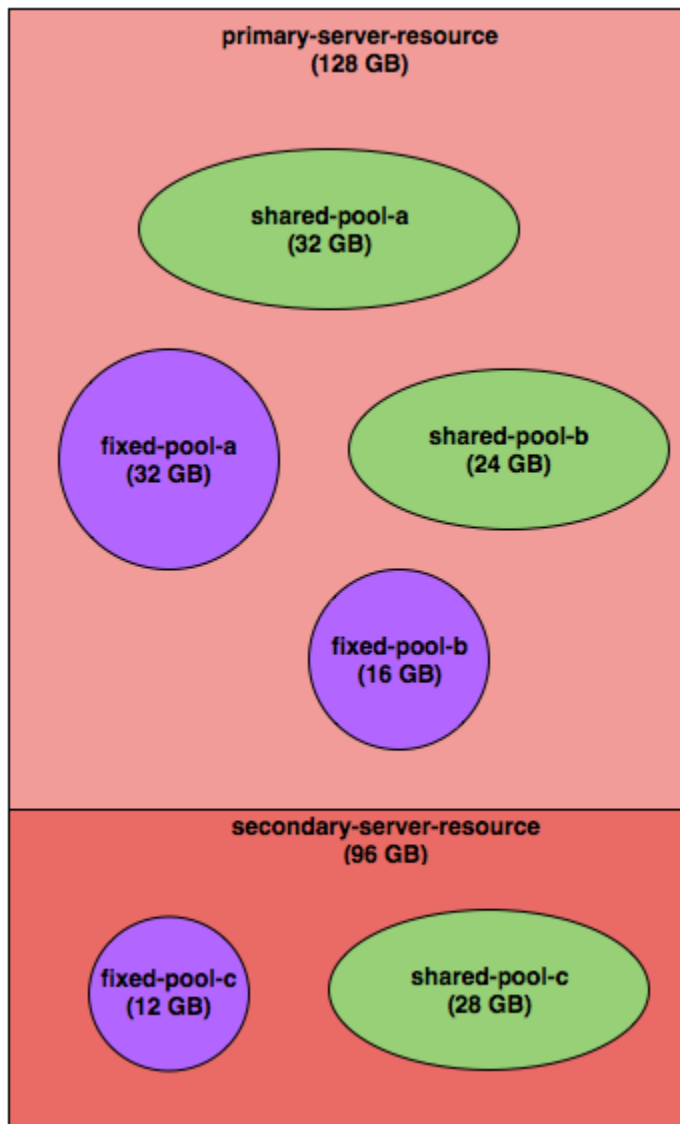 primary-server-resource
(128 GB)
shared-pool-a
(32 GB)
fixed-pool-a
(32 GB)
shared-pool-b
(24 GB)
fixed-pool-b
(16 GB)
secondary-server-resource
(96 GB)
fixed-pool-c
(12 GB)
shared-pool-c
(28 GB)